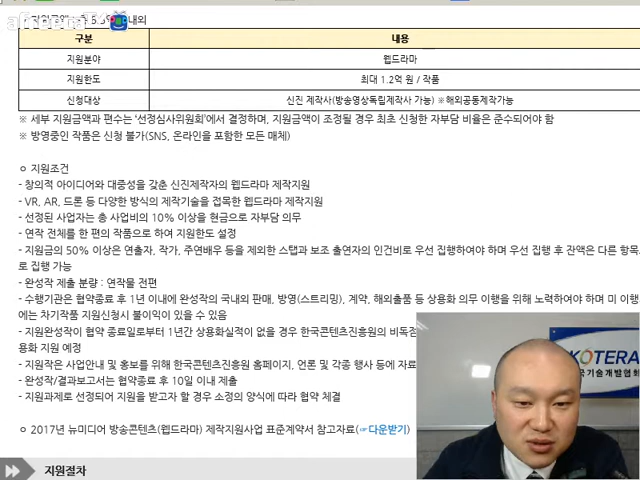 afreeca
구분 내용
지원분야 웹드라마
지원한도 최대 1.2억 원 / 작품
신청대상 신진 제작사(방송영상독립제작사 가능) ※해외공동제작가능
※ 세부 지원금액과 편수는 '선정심사위원회'에서 결정하며, 지원금액이 조정될 경우 최초 신청한 자부담 비율은 준수되어야 함
※ 방영중인 작품은 신청 불가(SNS, 온라인을 포함한 모든 매체)
○ 지원조건
- 창의적 아이디어와 대중성을 갖춘 신진제작자의 웹드라마 제작지원
- VR, AR, 드론 등 다양한 방식의 제작기술을 접목한 웹드라마 제작지원
- 선정된 사업자는 총 사업비의 10% 이상을 현금으로 자부담 의무
- 연작 전체를 한 편의 작품으로 하여 지원한도 설정
- 지원금의 50% 이상은 연출자, 작가, 주연배우 등을 제외한 스탭과 보조 출연자의 인건비로 우선 집행하여야 하며 우선 집행 후 잔액은 다른 항목으
로 집행 가능
- 완성작 제출 분량 : 연작물 전편
- 수행기관은 협약종료 후 1년 이내에 완성작의 국내외 판매, 방영(스트리밍), 계약, 해외출품 등 상용화 의무 이행을 위해 노력하여야 하며 미 이행
에는 차기작품 지원신청시 불이익이 있을 수 있음
- 지원완성작이 협약 종료일로부터 1년간 상용화실적이 없을 경우 한국콘텐츠진흥원의 비독점
용화 지원 예정
- 지원작은 사업안내 및 홍보를 위해 한국콘텐츠진흥원 홈페이지, 언론 및 각종 행사 등에 자료
- 완성작/결과보고서는 협약종료 후 10일 이내 제출
- 지원과제로 선정되어 지원을 받고자 할 경우 소정의 양식에 따라 협약 체결
○ 2017년 뉴미디어 방송콘텐츠(웹드라마) 제작지원사업 표준계약서 참고자료(☞다운받기)
지원절차
KOTERA
국기술개발협회